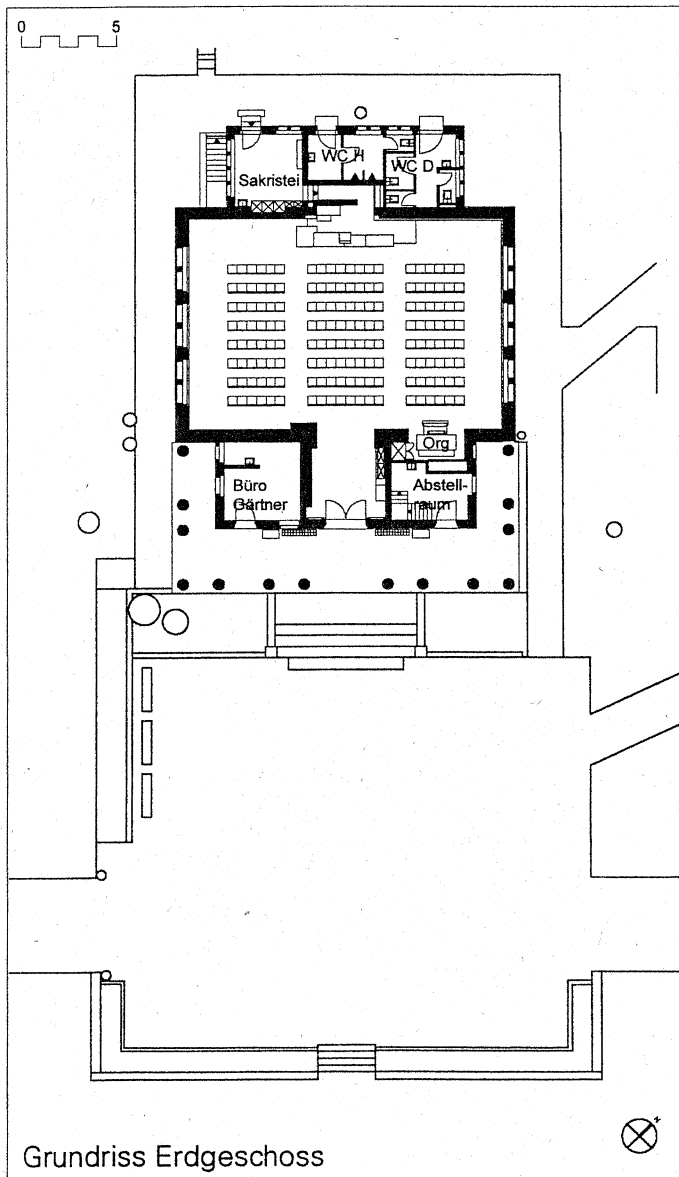 0 5
Sakristei
WC H
WC D
Org
Büro
Gärtner
Abstell-
raum
N
Grundriss Erdgeschoss